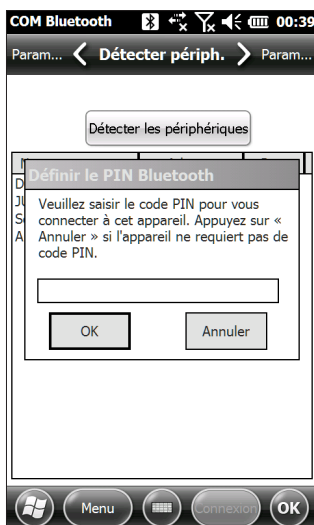 COM Bluetooth 00:39
Param... Détecter périph. Param...
Détecter les périphériques
Définir le PIN Bluetooth
Veuillez saisir le code PIN pour vous
connecter à cet appareil. Appuyez sur «
Annuler » si l'appareil ne requiert pas de
code PIN.
OK Annuler
Menu Connexion OK